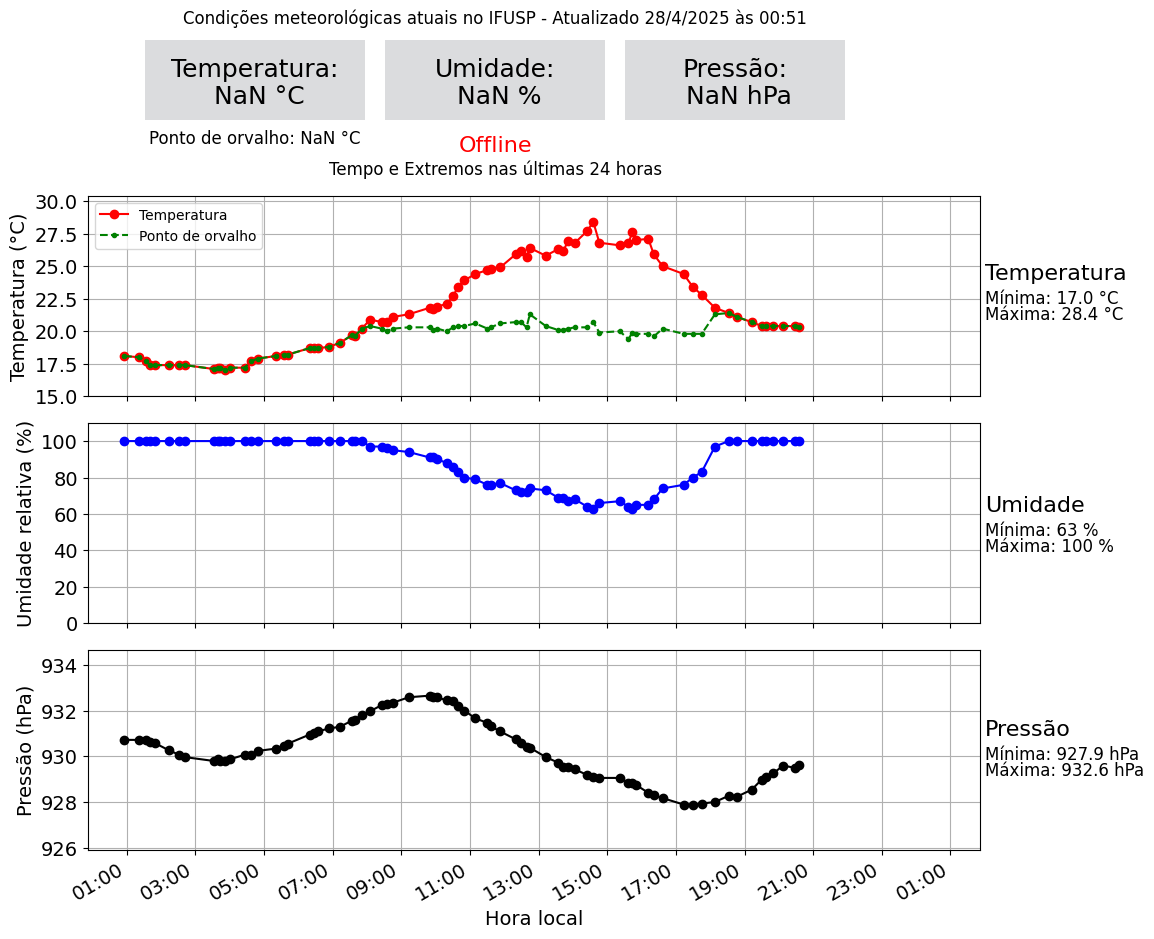 Condições meteorológicas atuais no IFUSP - Atualizado 28/4/2025 às 00:51
Temperatura:
NaN °C
Umidade:
NaN %
Pressão:
NaN hPa
Ponto de orvalho: NaN °C
Offline
Tempo e Extremos nas últimas 24 horas
Temperatura (°C)
30.0
27.5
25.0
22.5
20.0
17.5
15.0
Temperatura
Ponto de orvalho
Temperatura
Mínima: 17.0 °C
Máxima: 28.4 °C
Umidade relativa (%)
100
80
60
40
20
0
Umidade
Mínima: 63 %
Máxima: 100 %
Pressão (hPa)
934
932
930
928
926
Pressão
Mínima: 927.9 hPa
Máxima: 932.6 hPa
01:00
03:00
05:00
07:00
09:00
11:00
13:00
15:00
17:00
19:00
21:00
23:00
01:00
Hora local